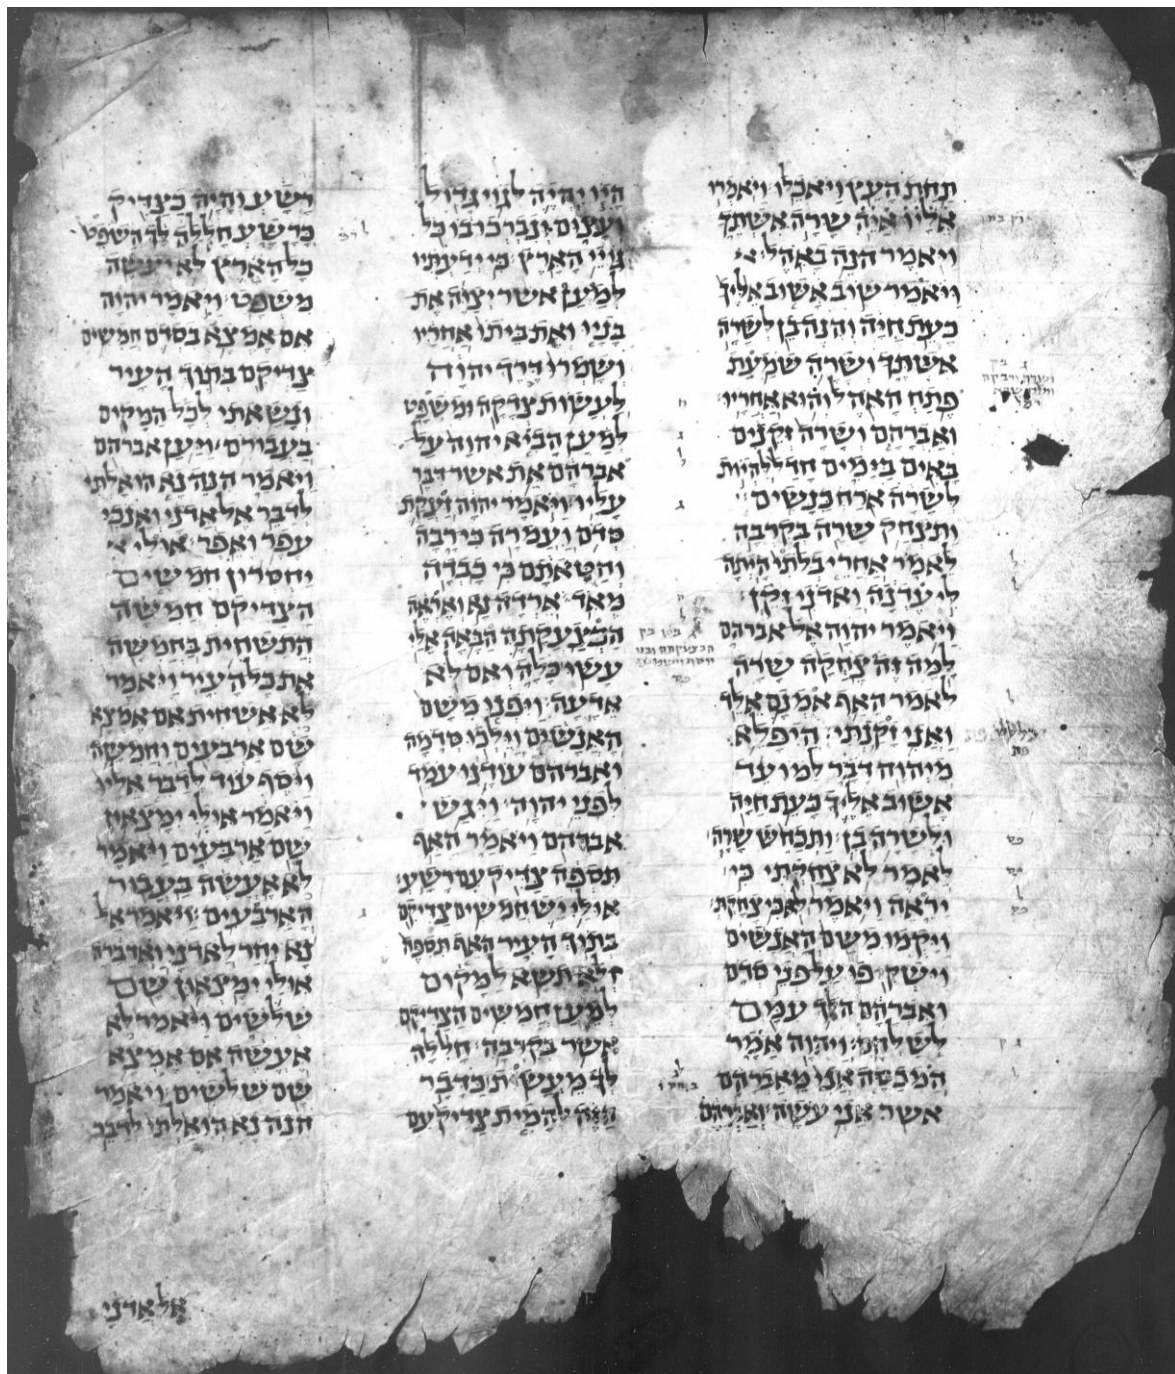 תחת העץ ויאכלו ויאמרו
אליו איה שרה אשתך
ויאמר הנה באהל
ויאמר שוב אשוב אליך
כעת חיה והנה בן לשרה
אשתך ושרה שמעת
פתח האהל והוא אחריו
ואברהם ושרה זקנים
באים בימים חדל להיות
לשרה ארח כנשים
ותצחק שרה בקרבה
לאמר אחרי בלתי היתה
לי עדנה ואדני זקן
ויאמר יהוה אל אברהם
למה זה צחקה שרה
לאמר האף אמנם אלד
ואני זקנתי היפלא
מיהוה דבר למועד
אשוב אליך כעת חיה
ולשרה בן ותכחש שרה
לאמר לא צחקתי כי
יראה ויאמר לא כי צחקת
ויקמו משם האנשים
וישקפו על פני סדם
ואברהם הלך עמם
לשלחם ויהוה אמר
המכסה אני מאברהם
אשר אני עשה ואברהם
היו יהיה לגוי גדול
ועצום ונברכו בו כל
גויי הארץ כי ידעתיו
למען אשר יצוה את
בניו ואת ביתו אחריו
ושמרו דרך יהוה
לעשות צדקה ומשפט
למען הביא יהוה על
אברהם את אשר דבר
עליו ויאמר יהוה זעקת
סדם ועמרה כי רבה
וחטאתם כי כבדה
מאד ארדה נא ואראה
הכצעקתה הבאה אלי
עשו כלה ואם לא
אדעה ויפנו משם
האנשים וילכו סדמה
ואברהם עודנו עמד
לפני יהוה ויגש
אברהם ויאמר האף
תספה צדיק עם רשע
אולי יש חמשים צדיקם
בתוך העיר האף תספה
ולא תשא למקום
למען חמשים הצדיקם
אשר בקרבה חללה
לך מעשת כדבר
הזה להמית צדיק עם
רשע והיה כצדיק
כרשע חללה לך השפט
כל הארץ לא יעשה
משפט ויאמר יהוה
אם אמצא בסדם חמשים
צדיקם בתוך העיר
ונשאתי לכל המקום
בעבורם ויען אברהם
ויאמר הנה נא הואלתי
לדבר אל אדני ואנכי
עפר ואפר אולי
יחסרון חמשים
הצדיקם חמשה
התשחית בחמשה
את כל העיר ויאמר
לא אשחית אם אמצא
שם ארבעים וחמשה
ויסף עוד לדבר אליו
ויאמר אולי ימצאון
שם ארבעים ויאמר
לא אעשה בעבור
הארבעים ויאמר אל
נא יחר לאדני ואדברה
אולי ימצאון שם
שלשים ויאמר לא
אעשה אם אמצא
שם שלשים ויאמר
הנה נא הואלתי לדבר
אל אדני